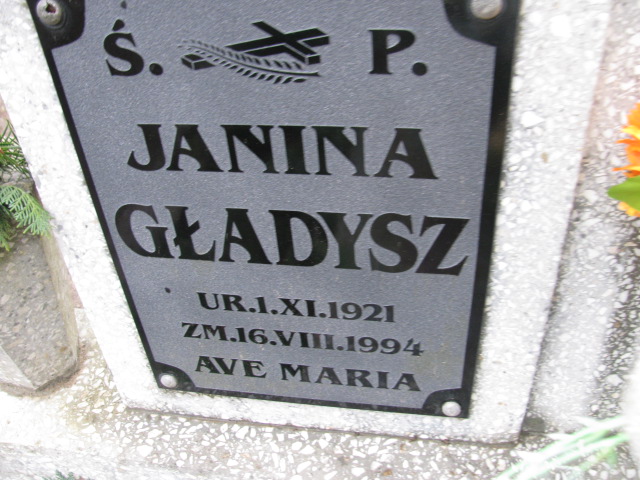 Ś. P.
JANINA
GŁADYSZ
UR.1.XI.1921
ZM.16.VIII.1994
AVE MARIA